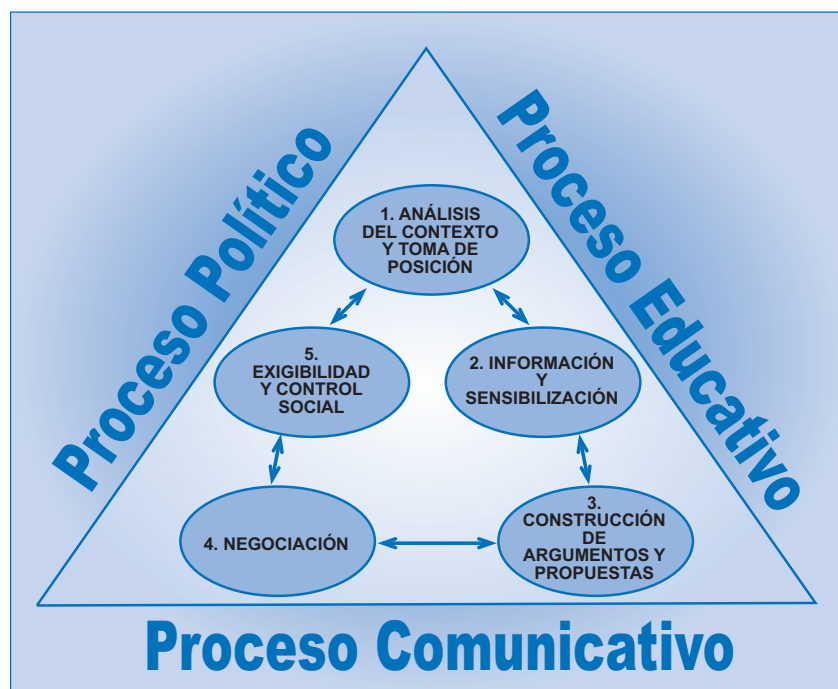 Proceso Político
Proceso Educativo
1. ANÁLISIS
DEL CONTEXTO
Y TOMA DE
POSICIÓN
5.
EXIGIBILIDAD
Y CONTROL
SOCIAL
2. INFORMACIÓN
Y
SENSIBILIZACIÓN
4. NEGOCIACIÓN
3.
CONSTRUCCIÓN
DE
ARGUMENTOS Y
PROPUESTAS
Proceso Comunicativo